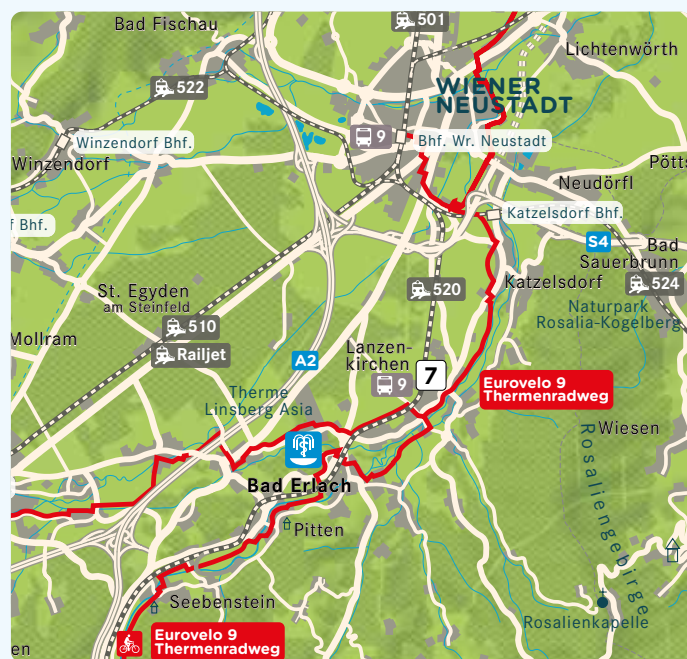 Bad Fischau
501
Lichtenwörth
522
WIENER
NEUSTADT
9
Bhf. Wr. Neustadt
Winzendorf Bhf.
Winzendorf
Pötts
Neudörfl
Katzelsdorf Bhf.
f Bhf.
S4
Bad
Sauerbrunn
524
Katzelsdorf
520
St. Egyden
am Steinfeld
Naturpark
Rosalia-Kogelberg
510
Mollram
Railjet
A2
Lanzen-
kirchen
9
7
Eurovelo 9
Thermenradweg
Therme
Linsberg Asia
Wiesen
Rosaliengebirge
Bad Erlach
Pitten
Seebenstein
Rosalienkapelle
Eurovelo 9
Thermenradweg
en